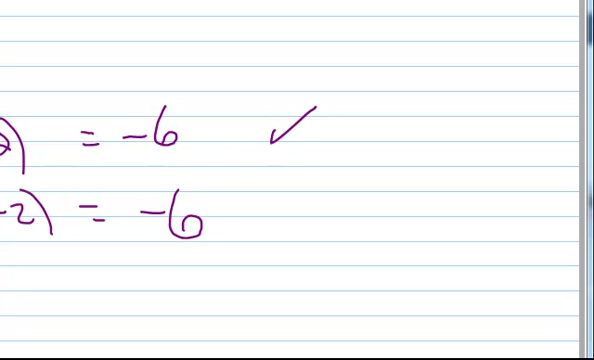 ) = -6 ✓
-2) = -6